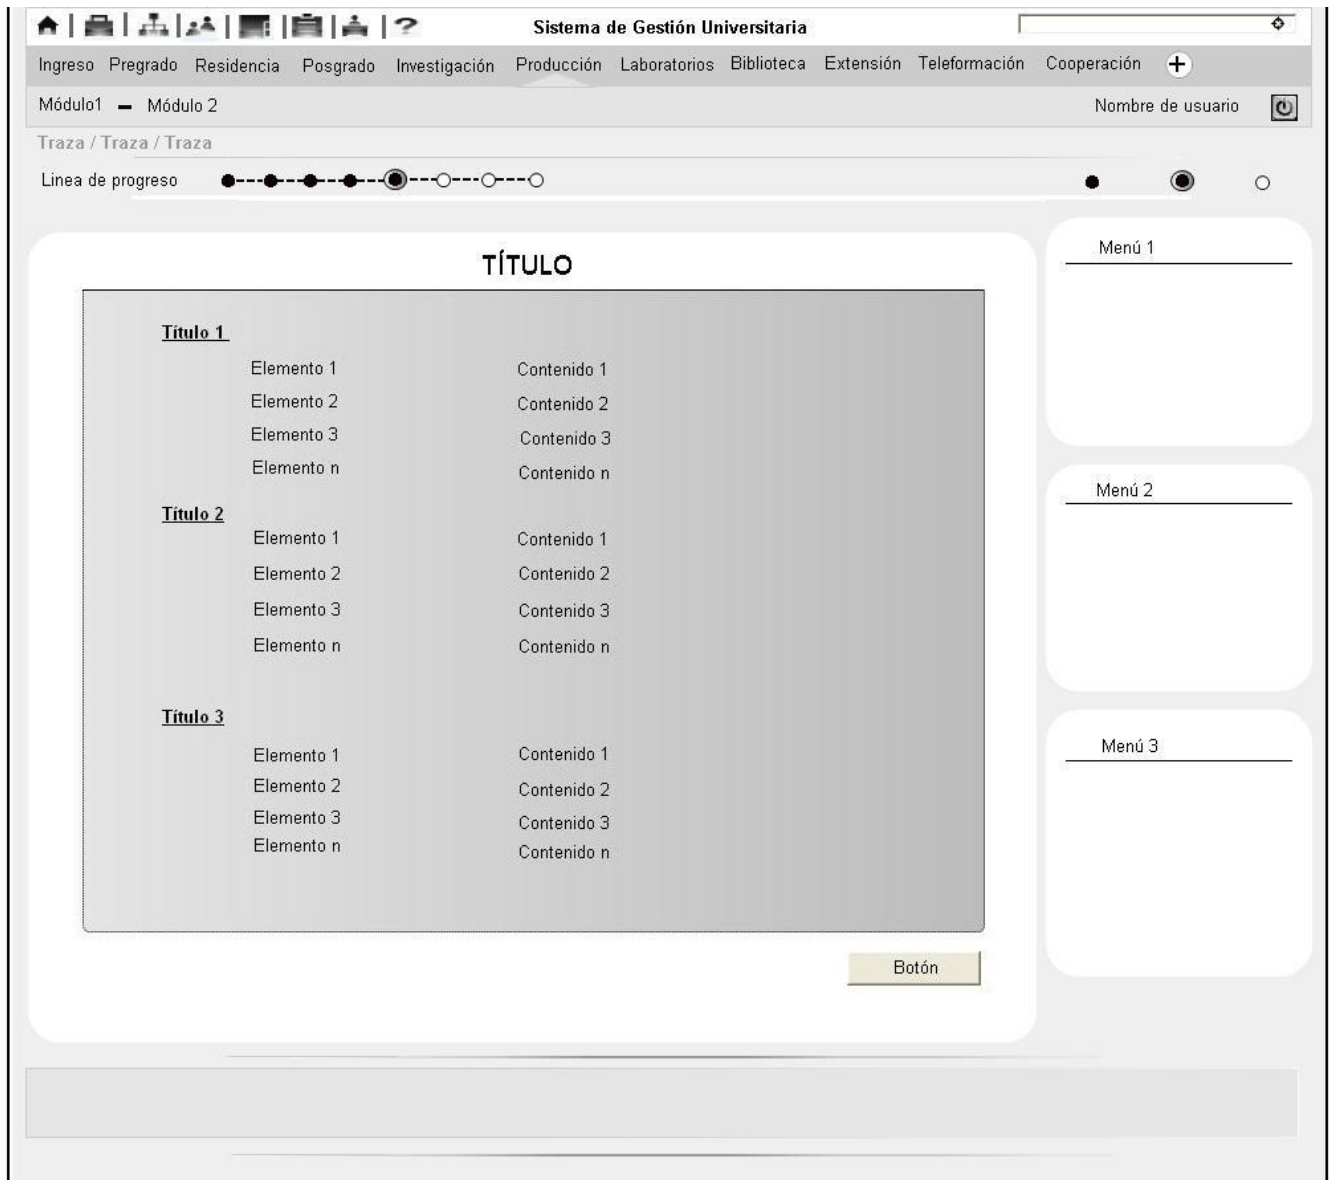 Sistema de Gestión Universitaria
Ingreso Pregrado Residencia Posgrado Investigación Producción Laboratorios Biblioteca Extensión Teleformación Cooperación
Módulo1 – Módulo 2 Nombre de usuario
Traza / Traza / Traza
Linea de progreso
TÍTULO
Título 1
Elemento 1 Contenido 1
Elemento 2 Contenido 2
Elemento 3 Contenido 3
Elemento n Contenido n
Título 2
Elemento 1 Contenido 1
Elemento 2 Contenido 2
Elemento 3 Contenido 3
Elemento n Contenido n
Título 3
Elemento 1 Contenido 1
Elemento 2 Contenido 2
Elemento 3 Contenido 3
Elemento n Contenido n
Botón
Menú 1
Menú 2
Menú 3